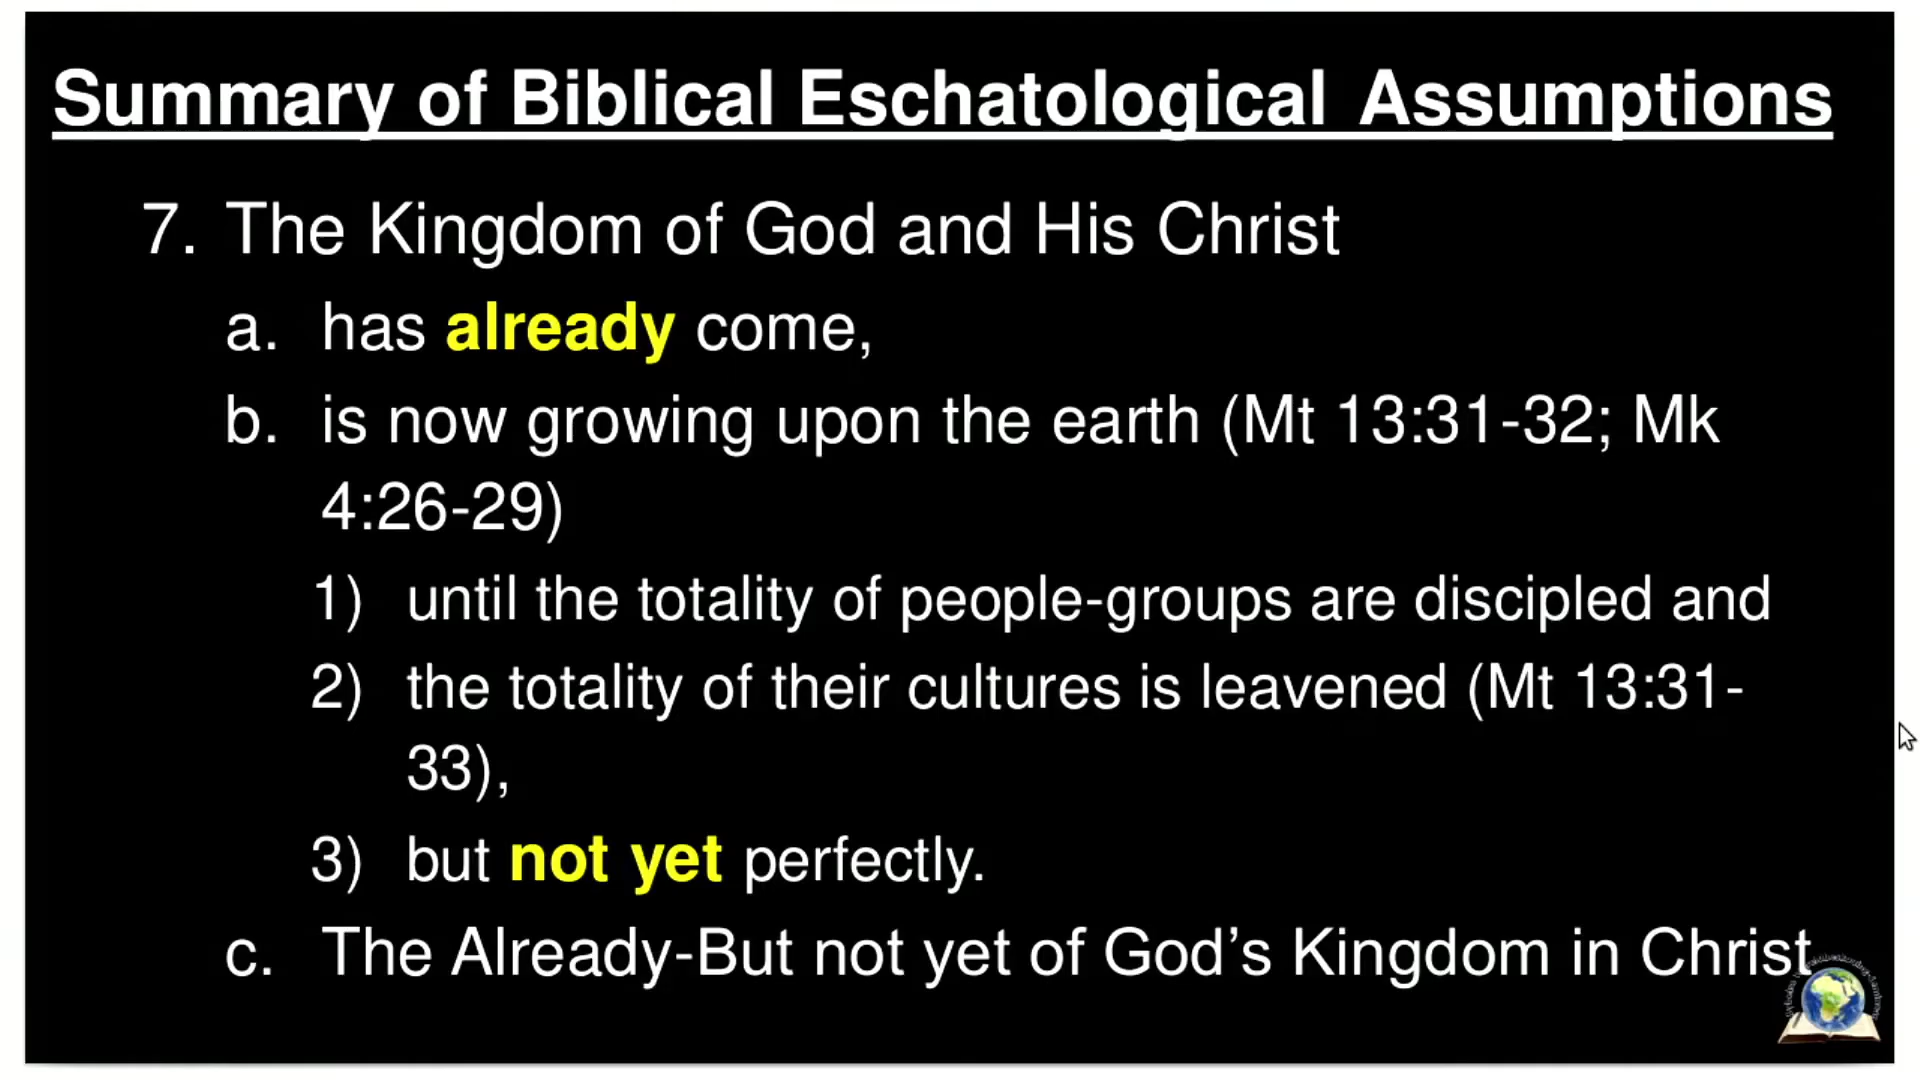 Summary of Biblical Eschatological Assumptions
7. The Kingdom of God and His Christ
a. has already come,
b. is now growing upon the earth (Mt 13:31-32; Mk
4:26-29)
1) until the totality of people-groups are discipled and
2) the totality of their cultures is leavened (Mt 13:31-
33),
3) but not yet perfectly.
c. The Already-But not yet of God’s Kingdom in Christ